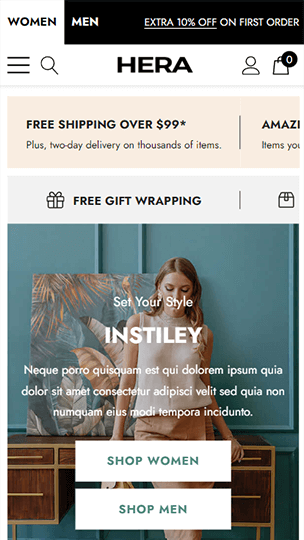 WOMEN MEN EXTRA 10% OFF ON FIRST ORDER
HERA
0
FREE SHIPPING OVER $99*
Plus, two-day delivery on thousands of items.
AMAZ
Items you
FREE GIFT WRAPPING
Set Your Style
INSTILEY
Neque porro quisquam est qui dolorem ipsum quia
dolor sit amet consectetur adipisci velit sed quia non
numquam eius modi tempora incidunto.
SHOP WOMEN
SHOP MEN